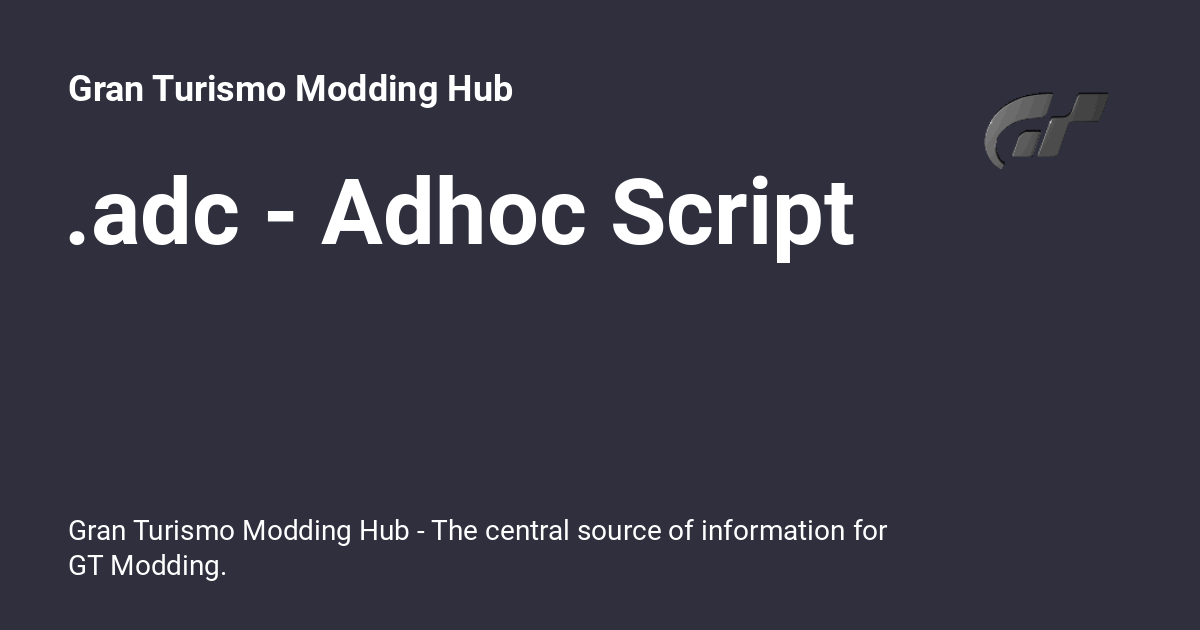 Gran Turismo Modding Hub
.adc - Adhoc Script
Gran Turismo Modding Hub - The central source of information for
GT Modding.